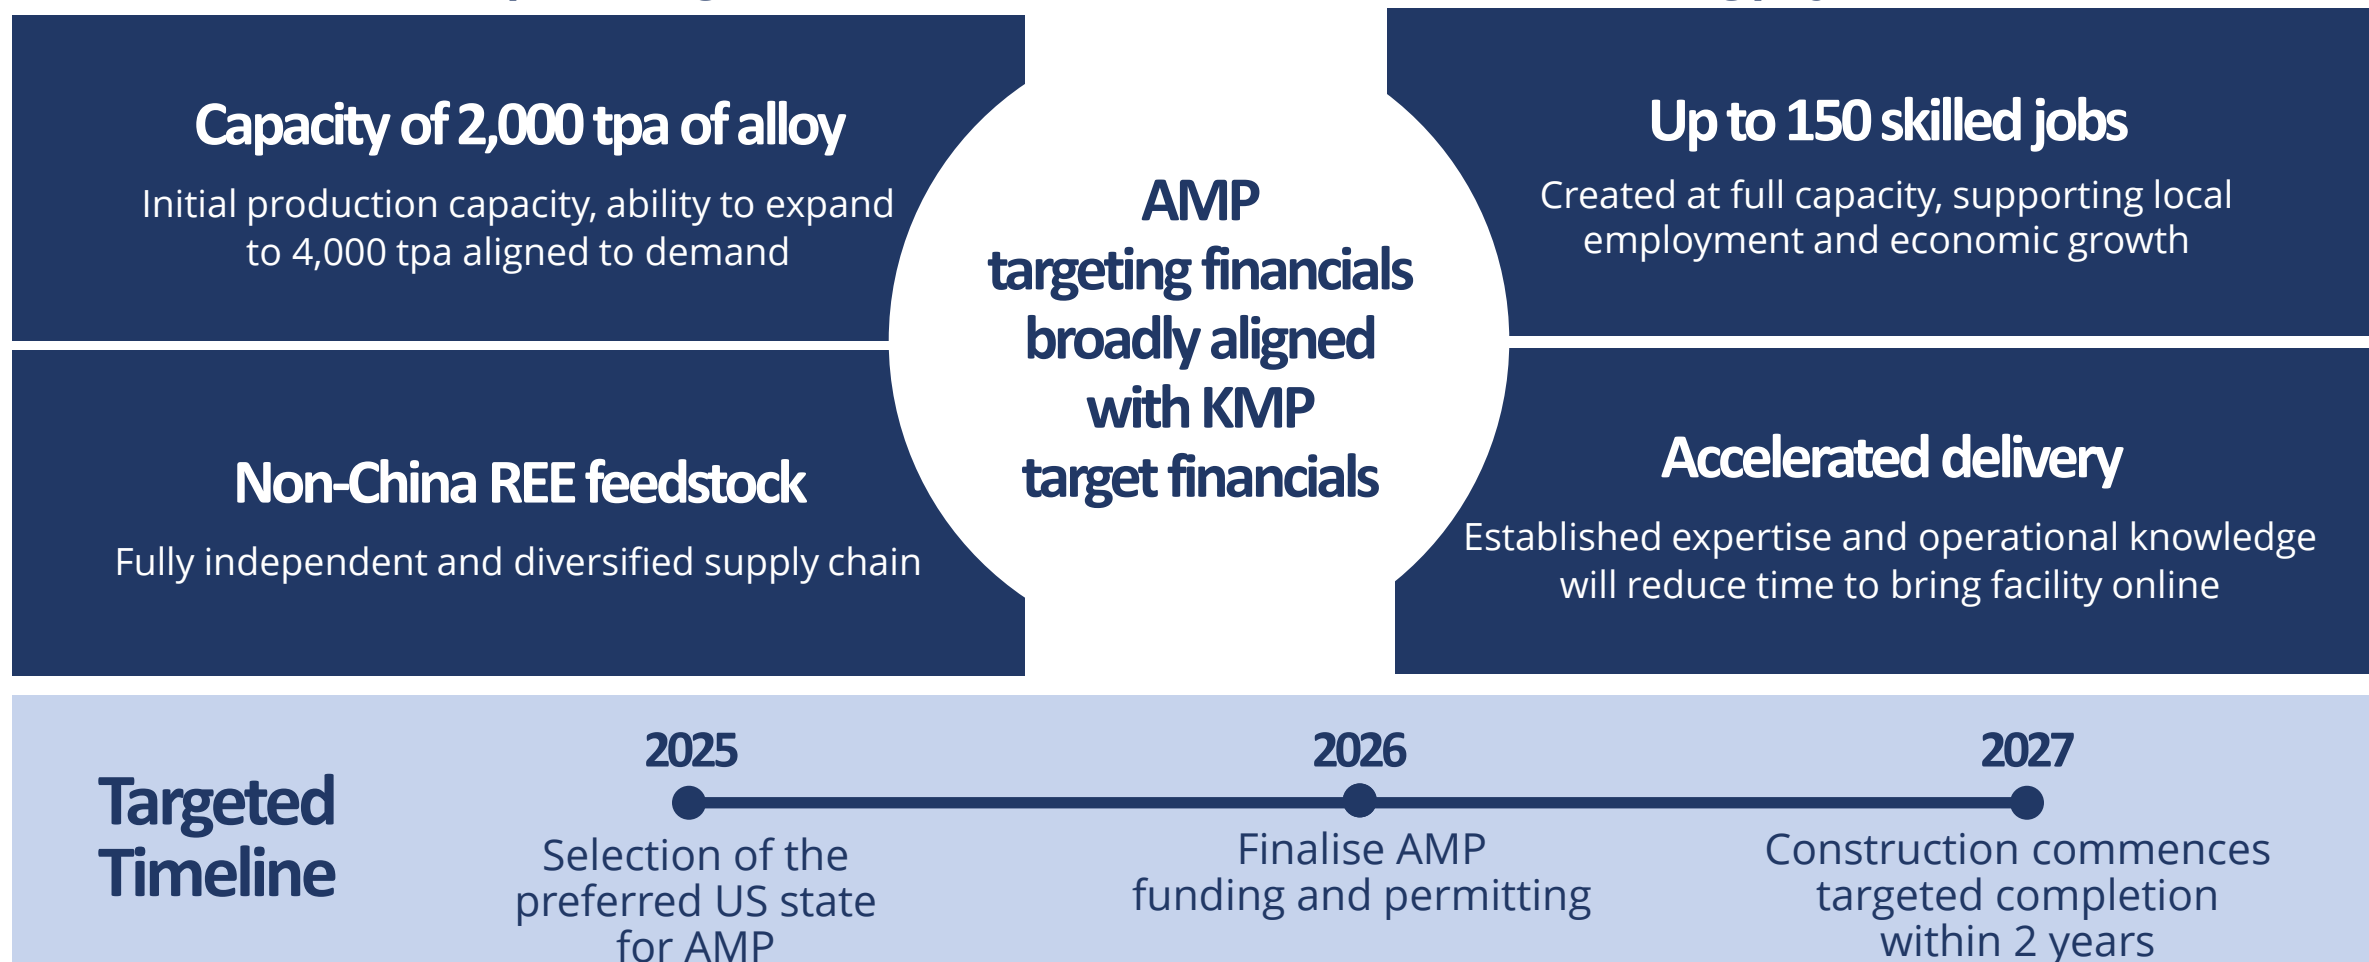 Capacity of 2,000 tpa of alloy
Initial production capacity, ability to expand
to 4,000 tpa aligned to demand
Non-China REE feedstock
Fully independent and diversified supply chain
AMP
targeting financials
broadly aligned
with KMP
target financials
Up to 150 skilled jobs
Created at full capacity, supporting local
employment and economic growth
Accelerated delivery
Established expertise and operational knowledge
will reduce time to bring facility online
Targeted
Timeline
2025
Selection of the
preferred US state
for AMP
2026
Finalise AMP
funding and permitting
2027
Construction commences
targeted completion
within 2 years